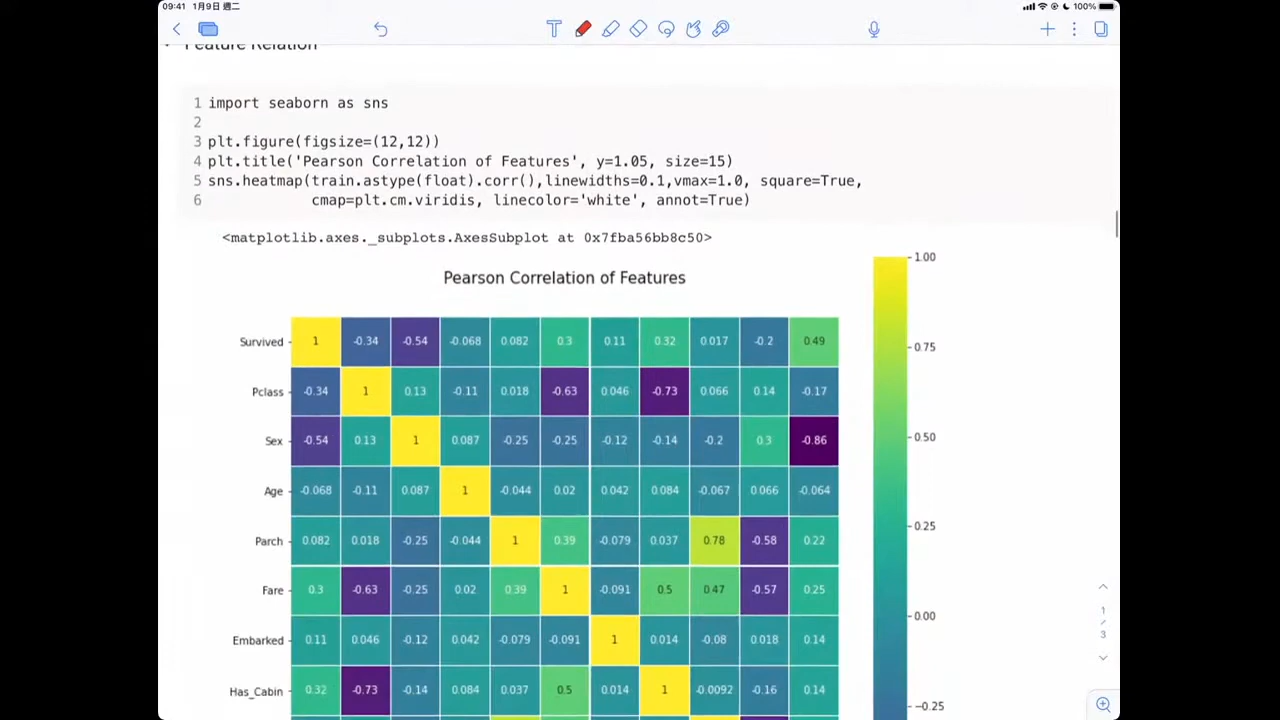 09:41 1月9日 週二
100%
Feature Relation
1 import seaborn as sns
2
3 plt.figure(figsize=(12,12))
4 plt.title('Pearson Correlation of Features', y=1.05, size=15)
5 sns.heatmap(train.astype(float).corr(),linewidths=0.1,vmax=1.0, square=True,
6 cmap=plt.cm.viridis, linecolor='white', annot=True)
<matplotlib.axes._subplots.AxesSubplot at 0x7fba56bb8c50>
Pearson Correlation of Features
Survived 1 -0.34 -0.54 -0.068 0.082 0.3 0.11 0.32 0.017 -0.2 0.49
Pclass -0.34 1 0.13 -0.11 0.018 -0.63 0.046 -0.73 0.066 0.14 -0.17
Sex -0.54 0.13 1 0.087 -0.25 -0.25 -0.12 -0.14 -0.2 0.3 -0.86
Age -0.068 -0.11 0.087 1 -0.044 0.02 0.042 0.084 -0.067 0.066 -0.064
Parch 0.082 0.018 -0.25 -0.044 1 0.39 -0.079 0.037 0.78 -0.58 0.22
Fare 0.3 -0.63 -0.25 0.02 0.39 1 -0.091 0.5 0.47 -0.57 0.25
Embarked 0.11 0.046 -0.12 0.042 -0.079 -0.091 1 0.014 -0.08 0.018 0.14
Has_Cabin 0.32 -0.73 -0.14 0.084 0.037 0.5 0.014 1 -0.0092 -0.16 0.14
1.00
0.75
0.50
0.25
0.00
-0.25
1
/
3